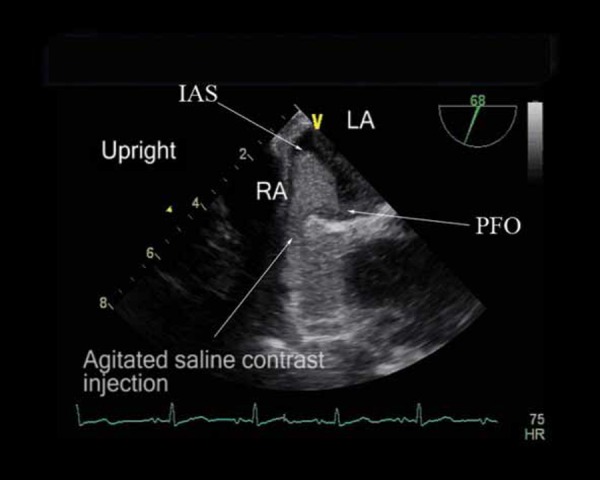 68
IAS
V
LA
Upright
2
RA
4
PFO
6
8
Agitated saline contrast
injection
75
HR